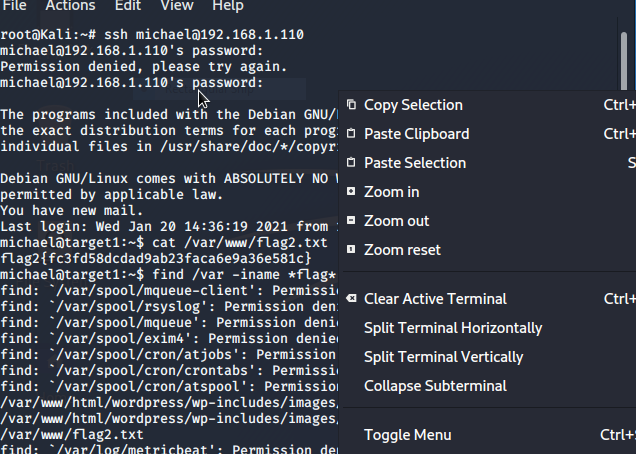 File Actions Edit View Help
root@Kali:~# ssh michael@192.168.1.110
michael@192.168.1.110's password:
Permission denied, please try again.
michael@192.168.1.110's password:
The programs included with the Debian GNU/
the exact distribution terms for each prog
individual files in /usr/share/doc/*/copyr
Debian GNU/Linux comes with ABSOLUTELY NO
permitted by applicable law.
You have new mail.
Last login: Wed Jan 20 14:36:19 2021 from
michael@target1:~$ cat /var/www/flag2.txt
flag2{fc3fd58dcdad9ab23faca6e9a36e581c}
michael@target1:~$ find /var -iname *flag*
find: `/var/spool/mqueue-client': Permissi
find: `/var/spool/rsyslog': Permission den
find: `/var/spool/mqueue': Permission denie
find: `/var/spool/exim4': Permission denied
find: `/var/spool/cron/atjobs': Permission
find: `/var/spool/cron/crontabs': Permissio
find: `/var/spool/cron/atspool': Permission
/var/www/html/wordpress/wp-includes/images/
/var/www/html/wordpress/wp-includes/images/
/var/www/flag2.txt
find: `/var/log/metricbeat': Permission den
Copy Selection Ctrl+
Paste Clipboard Ctrl+
Paste Selection S
Zoom in
Zoom out
Zoom reset
Clear Active Terminal Ctrl+
Split Terminal Horizontally
Split Terminal Vertically
Collapse Subterminal
Toggle Menu Ctrl+S